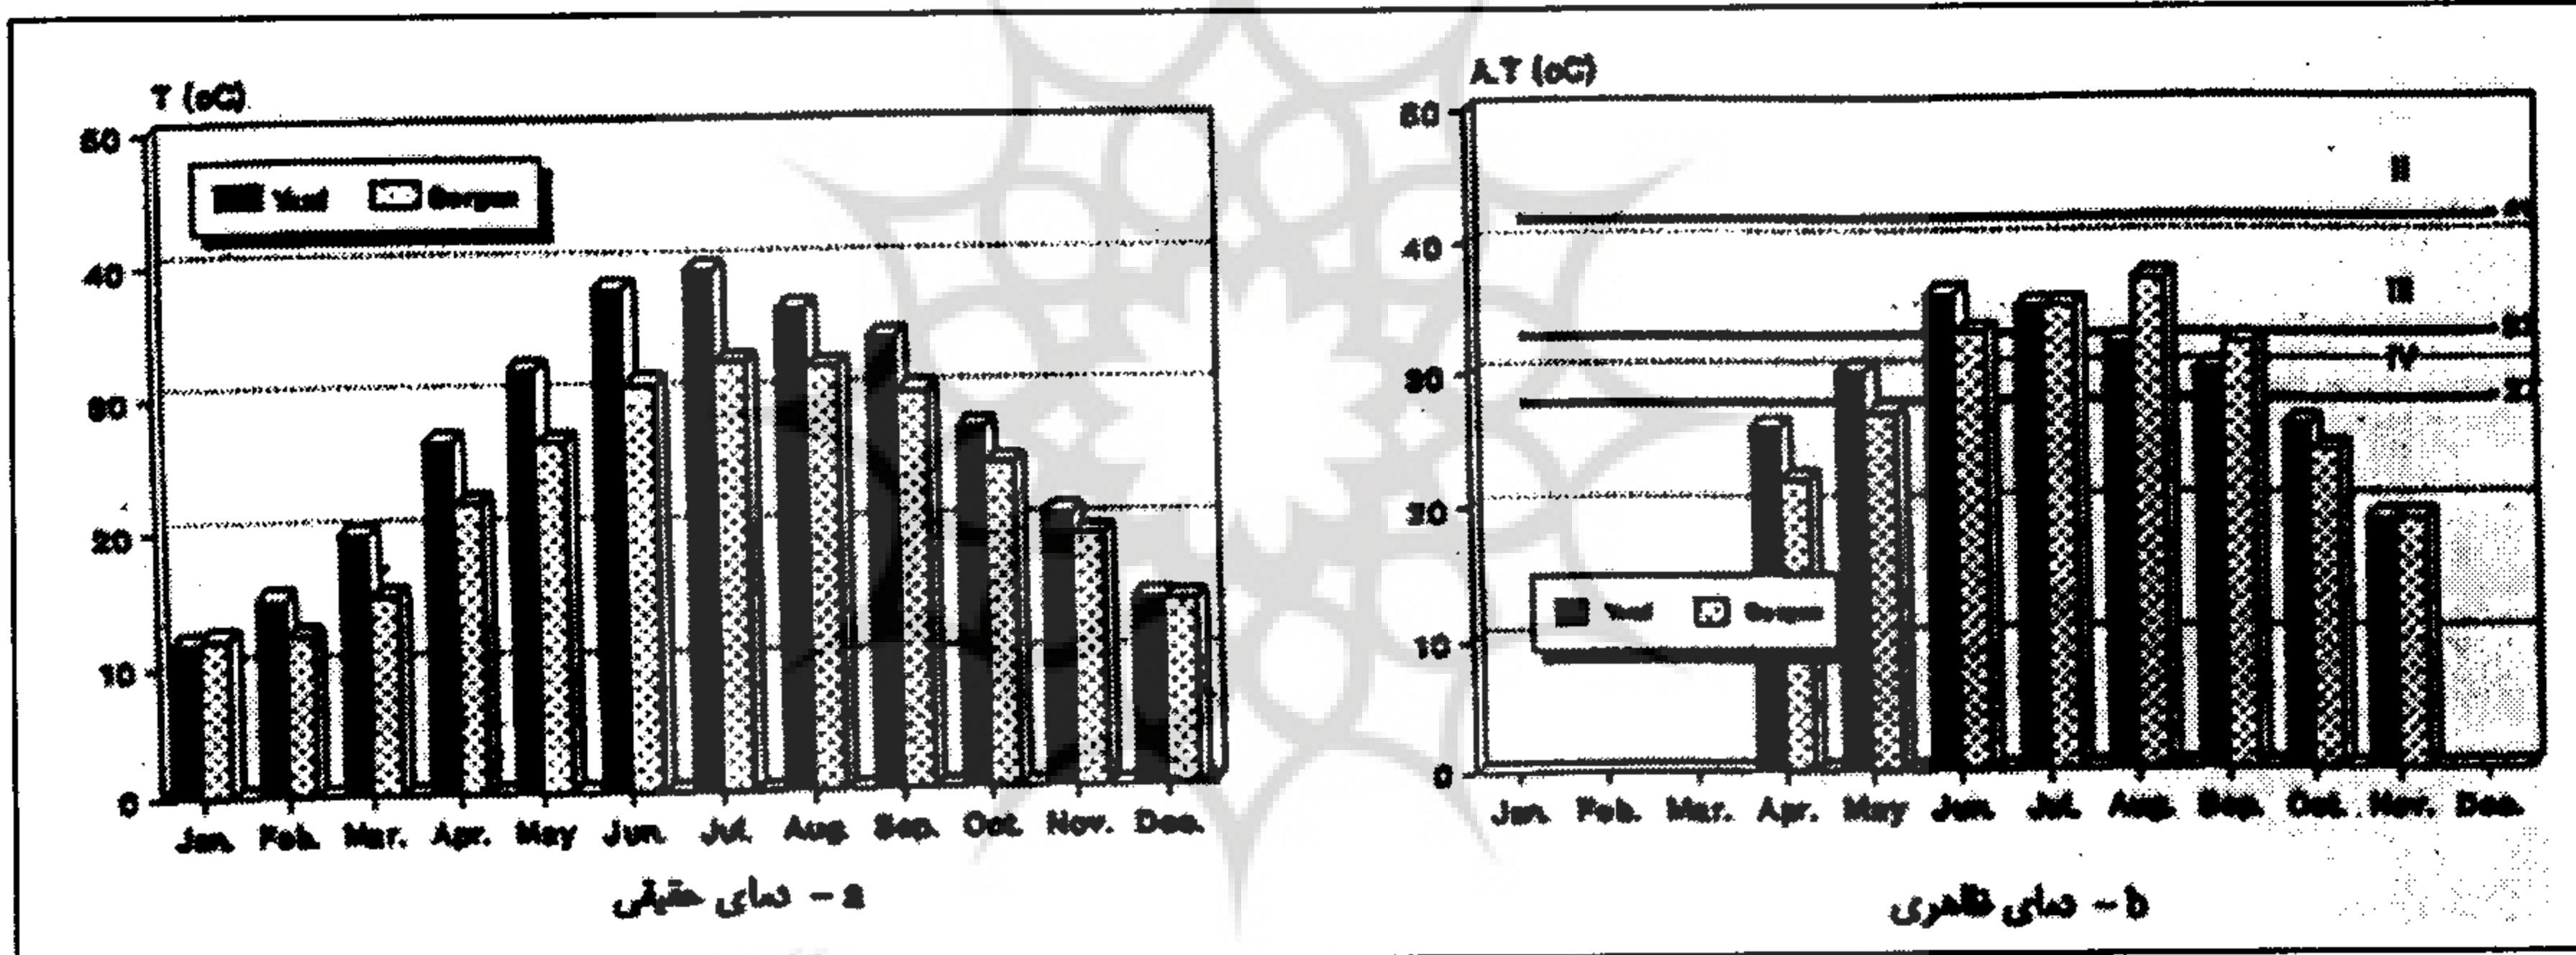 T (oC)
50
40
30
20
10
0
Yazd
Jan. Feb. Mar. Apr. May Jun. Jul. Aug. Sep. Oct. Nov. Dec.
a – دمای حقیقی
A.T (oC)
50
40
30
20
10
0
II
III
IV
Yazd
Jan. Feb. Mar. Apr. May Jun. Jul. Aug. Sep. Oct. Nov. Dec.
b – دمای ظاهری